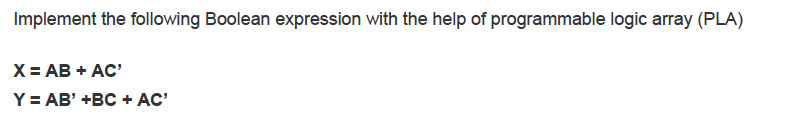 Implement the following Boolean expression with the help of programmable logic array (PLA)
X = AB + AC’
Y = AB’ +BC + AC’